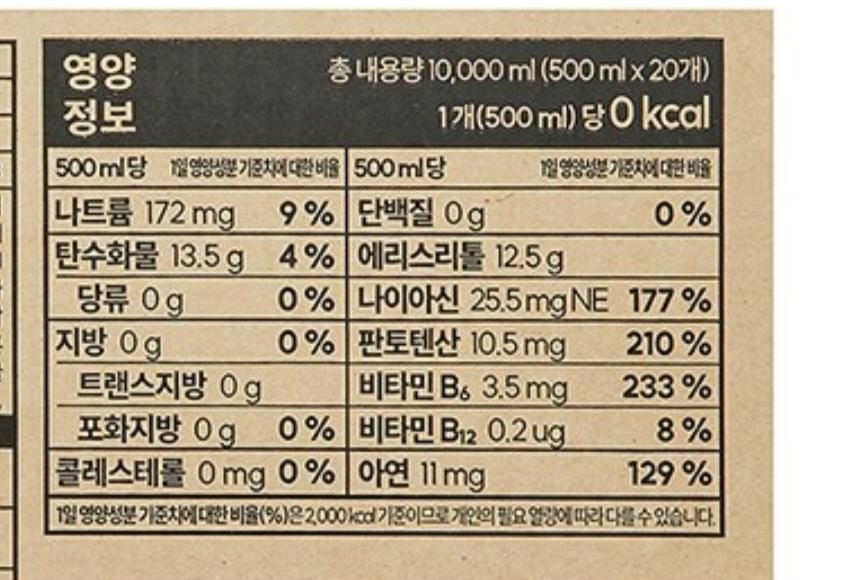 영양
정보
총 내용량 10,000 ml (500 ml x 20개)
1개(500 ml) 당 0 kcal
500 ml당 1일 영양성분 기준치에 대한 비율 500 ml당 1일 영양성분 기준치에 대한 비율
나트륨 172 mg 9 % 단백질 0 g 0 %
탄수화물 13.5 g 4 % 에리스리톨 12.5 g
당류 0 g 0 % 나이아신 25.5 mg NE 177 %
지방 0 g 0 % 판토텐산 10.5 mg 210 %
트랜스지방 0 g 비타민 B₆ 3.5 mg 233 %
포화지방 0 g 0 % 비타민 B₁₂ 0.2 ug 8 %
콜레스테롤 0 mg 0 % 아연 11 mg 129 %
1일 영양성분 기준치에 대한 비율(%)은 2,000 kcal 기준이므로 개인의 필요 열량에 따라 다를 수 있습니다.